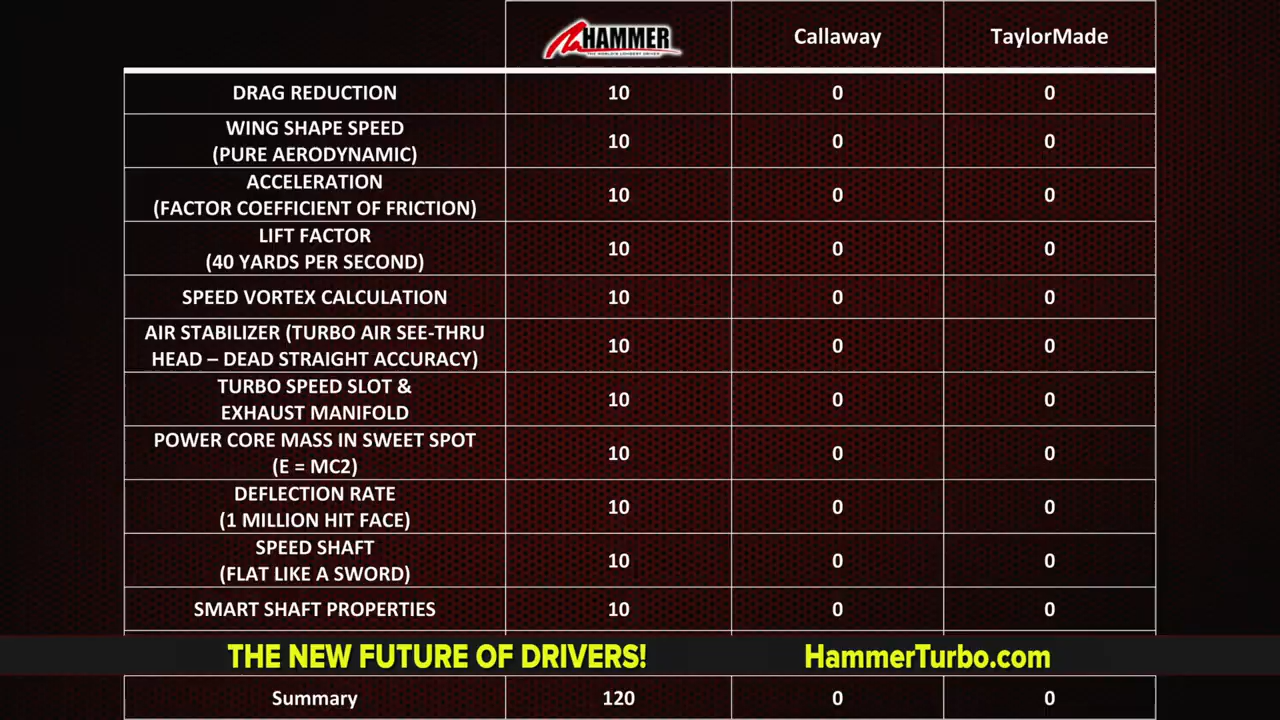 HAMMER Callaway TaylorMade
THE WORLD'S LONGEST DRIVER
DRAG REDUCTION 10 0 0
WING SHAPE SPEED
(PURE AERODYNAMIC) 10 0 0
ACCELERATION
(FACTOR COEFFICIENT OF FRICTION) 10 0 0
LIFT FACTOR
(40 YARDS PER SECOND) 10 0 0
SPEED VORTEX CALCULATION 10 0 0
AIR STABILIZER (TURBO AIR SEE-THRU
HEAD – DEAD STRAIGHT ACCURACY) 10 0 0
TURBO SPEED SLOT &
EXHAUST MANIFOLD 10 0 0
POWER CORE MASS IN SWEET SPOT
(E = MC2) 10 0 0
DEFLECTION RATE
(1 MILLION HIT FACE) 10 0 0
SPEED SHAFT
(FLAT LIKE A SWORD) 10 0 0
SMART SHAFT PROPERTIES 10 0 0
THE NEW FUTURE OF DRIVERS! HammerTurbo.com
Summary 120 0 0